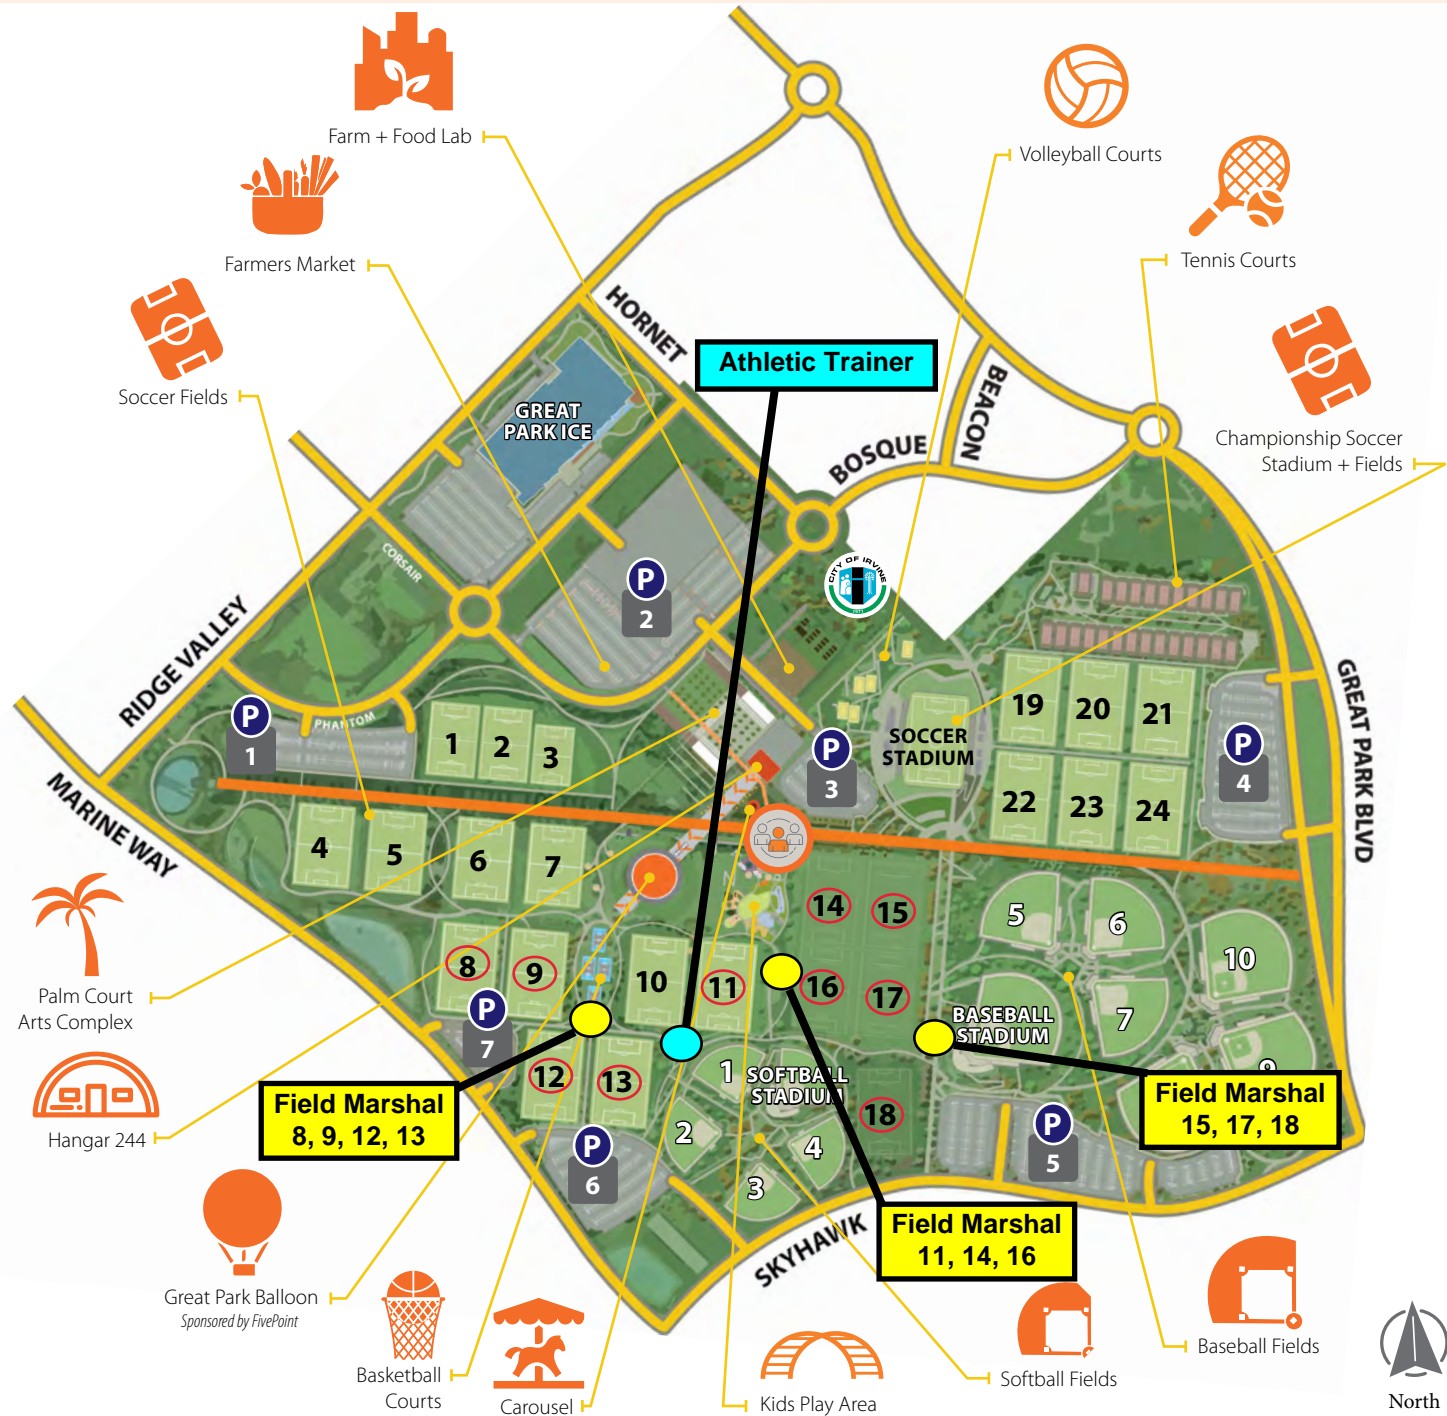 Farm + Food Lab
Volleyball Courts
Farmers Market
Tennis Courts
Soccer Fields
Championship Soccer
Stadium + Fields
HORNET
Athletic Trainer
BEACON
BOSQUE
GREAT
PARK ICE
CORSAIR
CITY OF IRVINE
1971
P
2
RIDGE VALLEY
PHANTOM
P
1
MARINE WAY
GREAT PARK BLVD
1
2
3
P
3
SOCCER
STADIUM
19
20
21
22
23
24
P
4
4
5
6
7
8
9
10
11
12
13
14
15
16
17
18
P
7
P
6
5
6
7
10
9
BASEBALL
STADIUM
1
SOFTBALL
STADIUM
2
3
4
P
5
SKYHAWK
Palm Court
Arts Complex
Hangar 244
Field Marshal
8, 9, 12, 13
Field Marshal
15, 17, 18
Field Marshal
11, 14, 16
Great Park Balloon
Sponsored by FivePoint
Basketball
Courts
Carousel
Kids Play Area
Softball Fields
Baseball Fields
North